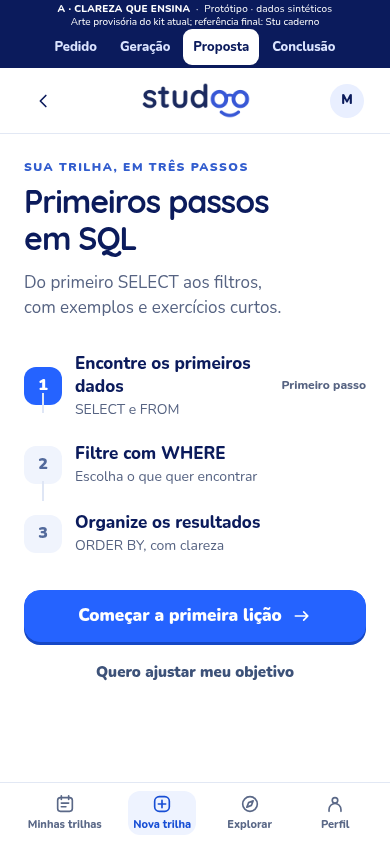 A · CLAREZA QUE ENSINA · Protótipo · dados sintéticos
Arte provisória do kit atual; referência final: Stu caderno
Pedido Geração Proposta Conclusão
studoo M
SUA TRILHA, EM TRÊS PASSOS
Primeiros passos
em SQL
Do primeiro SELECT aos filtros,
com exemplos e exercícios curtos.
1 Encontre os primeiros
dados
Primeiro passo
SELECT e FROM
2 Filtre com WHERE
Escolha o que quer encontrar
3 Organize os resultados
ORDER BY, com clareza
Começar a primeira lição →
Quero ajustar meu objetivo
Minhas trilhas Nova trilha Explorar Perfil